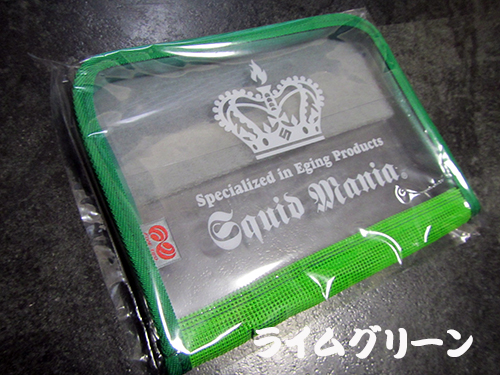 Specialized in Eging Products
Squid Mania
ライムグリーン